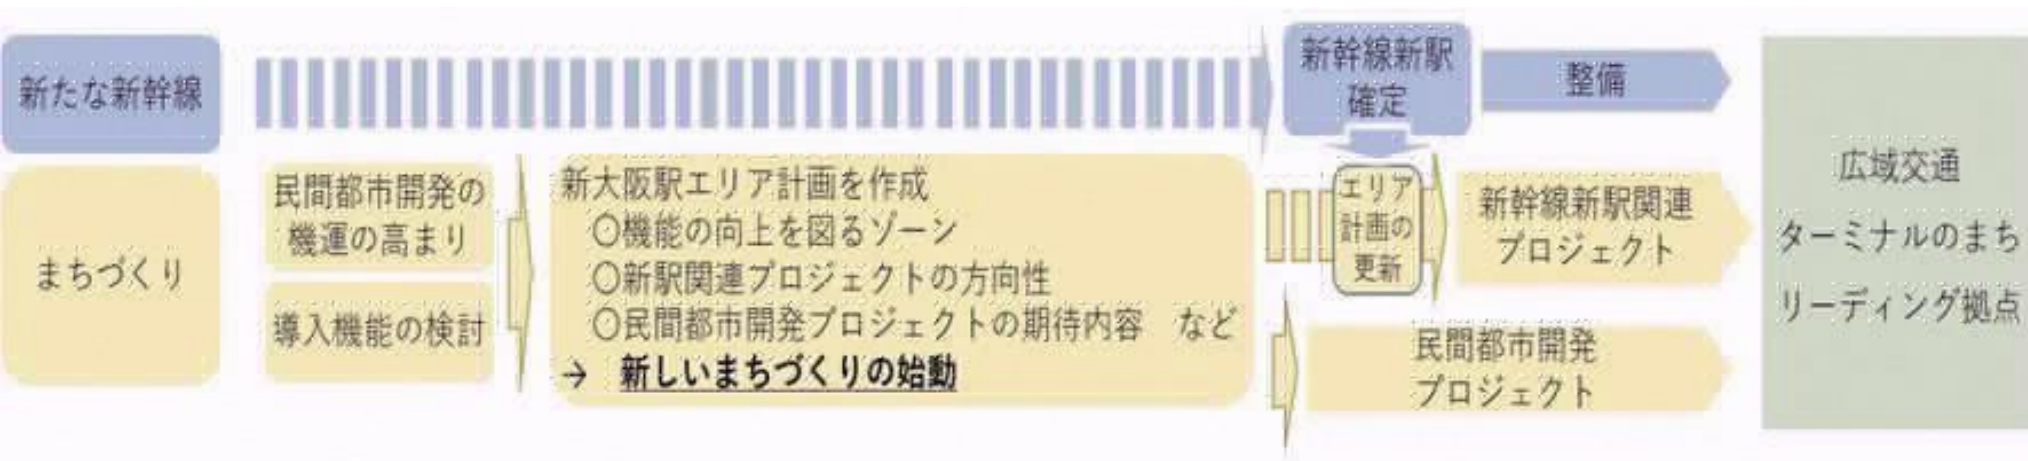 新たな新幹線
新幹線新駅
確定
整備
まちづくり
民間都市開発の
機運の高まり
導入機能の検討
新大阪駅エリア計画を作成
〇機能の向上を図るゾーン
〇新駅関連プロジェクトの方向性
〇民間都市開発プロジェクトの期待内容　など
→　新しいまちづくりの始動
エリア
計画の
更新
新幹線新駅関連
プロジェクト
民間都市開発
プロジェクト
広域交通
ターミナルのまち
リーディング拠点